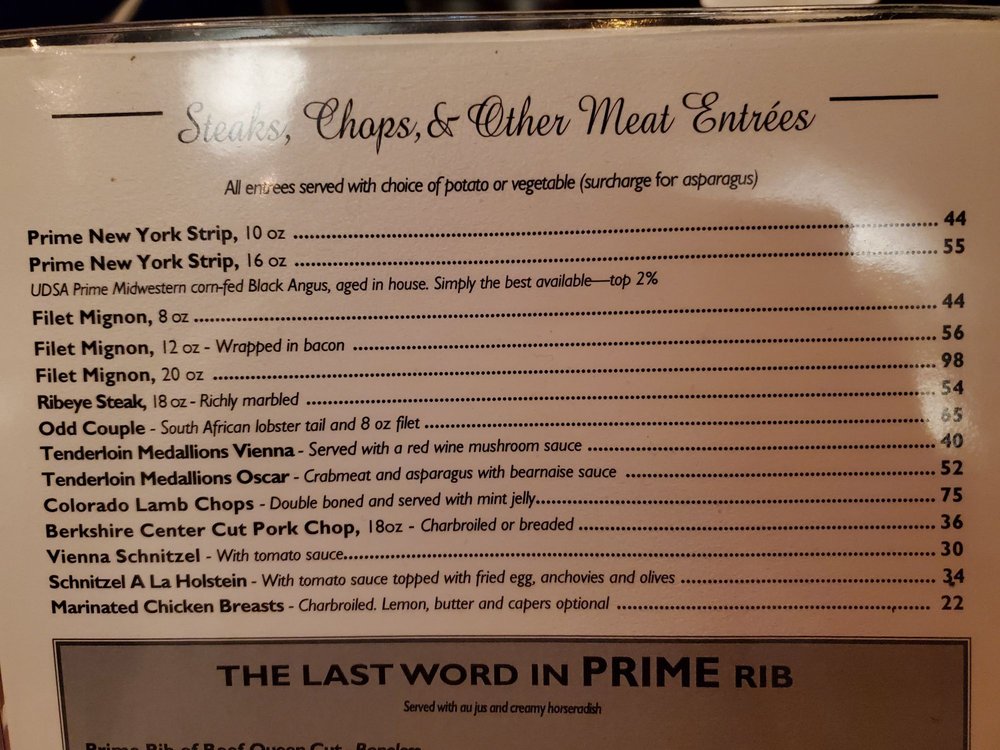 Steaks, Chops, & Other Meat Entrées
All entrees served with choice of potato or vegetable (surcharge for asparagus)
Prime New York Strip, 10 oz ........ 44
Prime New York Strip, 16 oz ........ 55
UDSA Prime Midwestern corn-fed Black Angus, aged in house. Simply the best available—top 2%
Filet Mignon, 8 oz ........ 44
Filet Mignon, 12 oz - Wrapped in bacon ........ 56
Filet Mignon, 20 oz ........ 98
Ribeye Steak, 18 oz - Richly marbled ........ 54
Odd Couple - South African lobster tail and 8 oz filet ........ 65
Tenderloin Medallions Vienna - Served with a red wine mushroom sauce ........ 40
Tenderloin Medallions Oscar - Crabmeat and asparagus with bearnaise sauce ........ 52
Colorado Lamb Chops - Double boned and served with mint jelly ........ 75
Berkshire Center Cut Pork Chop, 18oz - Charbroiled or breaded ........ 36
Vienna Schnitzel - With tomato sauce ........ 30
Schnitzel A La Holstein - With tomato sauce topped with fried egg, anchovies and olives ........ 34
Marinated Chicken Breasts - Charbroiled. Lemon, butter and capers optional ........ 22
THE LAST WORD IN PRIME RIB
Served with au jus and creamy horseradish
Prime Rib of Beef Queen Cut - Boneless